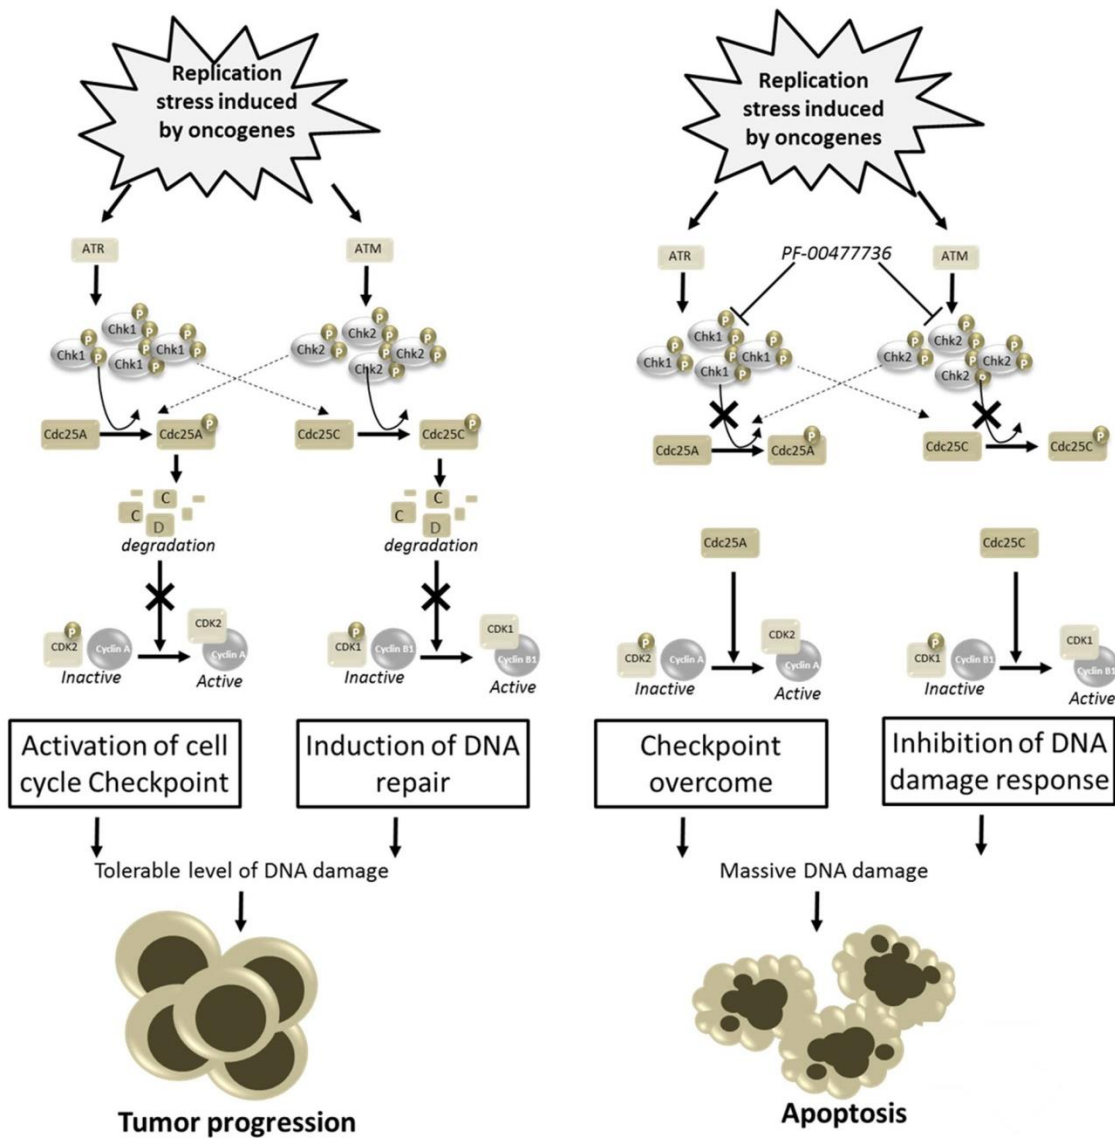 Replication
stress induced
by oncogenes
ATR
ATM
P
P
Chk1
P
P
Chk1
P
P
Chk1
P
P
Chk1
P
P
Chk2
P
P
Chk2
P
P
Chk2
P
P
Chk2
Cdc25A
Cdc25A
P
Cdc25C
Cdc25C
P
C
C
D
degradation
C
C
D
degradation
P
CDK2
Cyclin A
Inactive
CDK2
Cyclin A
Active
P
CDK1
Cyclin B1
Inactive
CDK1
Cyclin B1
Active
Activation of cell
cycle Checkpoint
Induction of DNA
repair
Tolerable level of DNA damage
Tumor progression
Replication
stress induced
by oncogenes
ATR
PF-00477736
ATM
P
P
Chk1
P
P
Chk1
P
P
Chk1
P
P
Chk1
P
P
Chk2
P
P
Chk2
P
P
Chk2
P
P
Chk2
Cdc25A
Cdc25A
P
Cdc25C
Cdc25C
P
Cdc25A
Cdc25C
P
CDK2
Cyclin A
Inactive
CDK2
Cyclin A
Active
P
CDK1
Cyclin B1
Inactive
CDK1
Cyclin B1
Active
Checkpoint
overcome
Inhibition of DNA
damage response
Massive DNA damage
Apoptosis